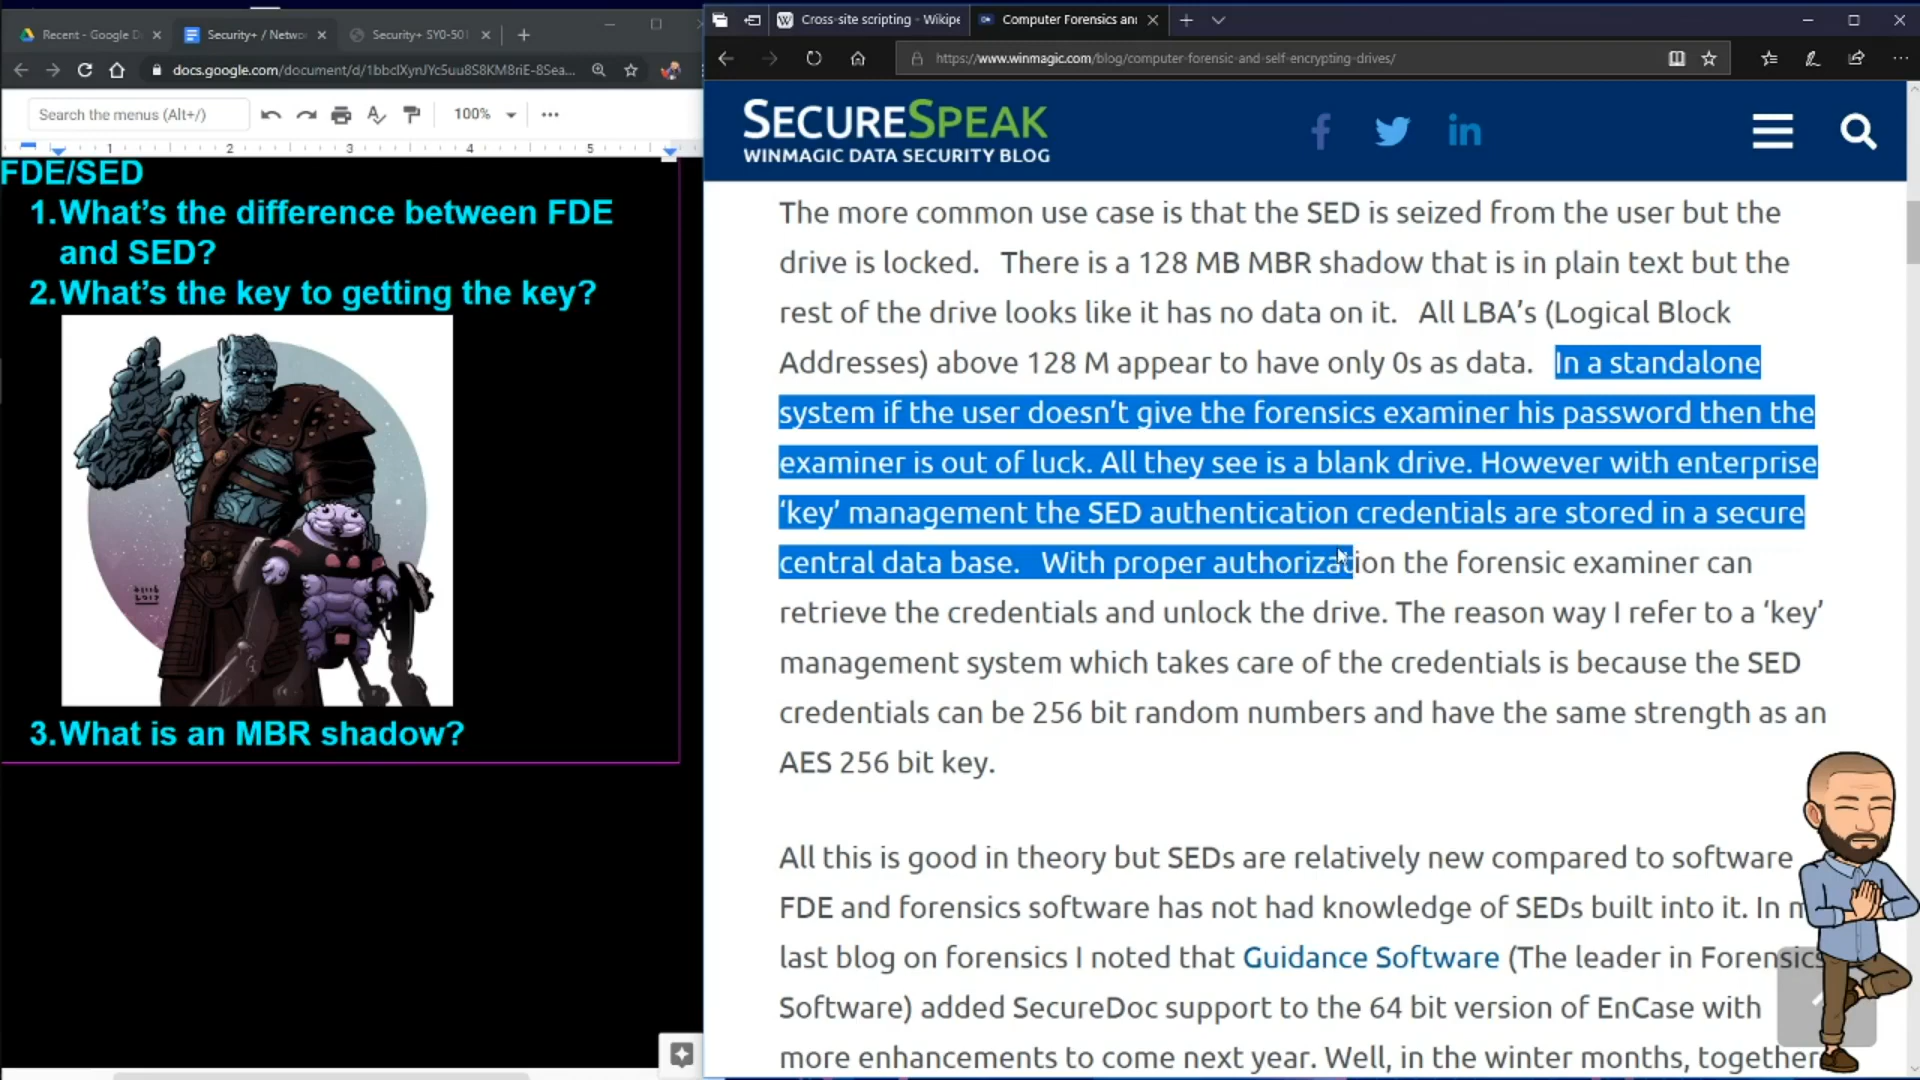 Recent - Google D
Security+ / Netwo
Security+ SY0-501
docs.google.com/document/d/1bbclXynJYc5uu8S8KM8riE-8Sea...
Search the menus (Alt+/)
100%
1 2 3 4 5
FDE/SED
1. What's the difference between FDE
and SED?
2. What's the key to getting the key?
3. What is an MBR shadow?
Cross-site scripting - Wikipe
Computer Forensics an
https://www.winmagic.com/blog/computer-forensic-and-self-encrypting-drives/
SECURESPEAK
WINMAGIC DATA SECURITY BLOG
The more common use case is that the SED is seized from the user but the
drive is locked. There is a 128 MB MBR shadow that is in plain text but the
rest of the drive looks like it has no data on it. All LBA's (Logical Block
Addresses) above 128 M appear to have only 0s as data. In a standalone
system if the user doesn't give the forensics examiner his password then the
examiner is out of luck. All they see is a blank drive. However with enterprise
'key' management the SED authentication credentials are stored in a secure
central data base. With proper authorization the forensic examiner can
retrieve the credentials and unlock the drive. The reason way I refer to a 'key'
management system which takes care of the credentials is because the SED
credentials can be 256 bit random numbers and have the same strength as an
AES 256 bit key.
All this is good in theory but SEDs are relatively new compared to software
FDE and forensics software has not had knowledge of SEDs built into it. In m
last blog on forensics I noted that Guidance Software (The leader in Forensics
Software) added SecureDoc support to the 64 bit version of EnCase with
more enhancements to come next year. Well, in the winter months, together